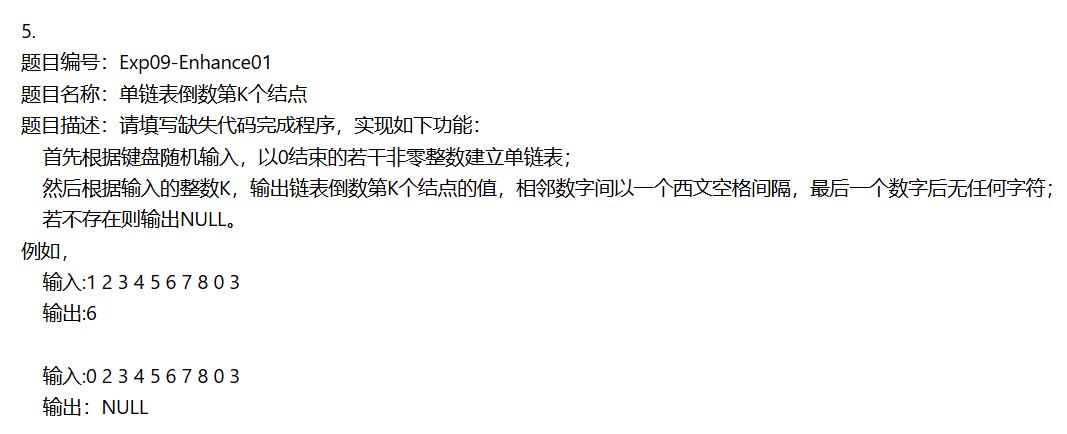 5.
题目编号：Exp09-Enhance01
题目名称：单链表倒数第K个结点
题目描述：请填写缺失代码完成程序，实现如下功能：
首先根据键盘随机输入，以0结束的若干非零整数建立单链表；
然后根据输入的整数K，输出链表倒数第K个结点的值，相邻数字间以一个西文空格间隔，最后一个数字后无任何字符；
若不存在则输出NULL。
例如，
输入:1 2 3 4 5 6 7 8 0 3
输出:6
输入:0 2 3 4 5 6 7 8 0 3
输出：NULL